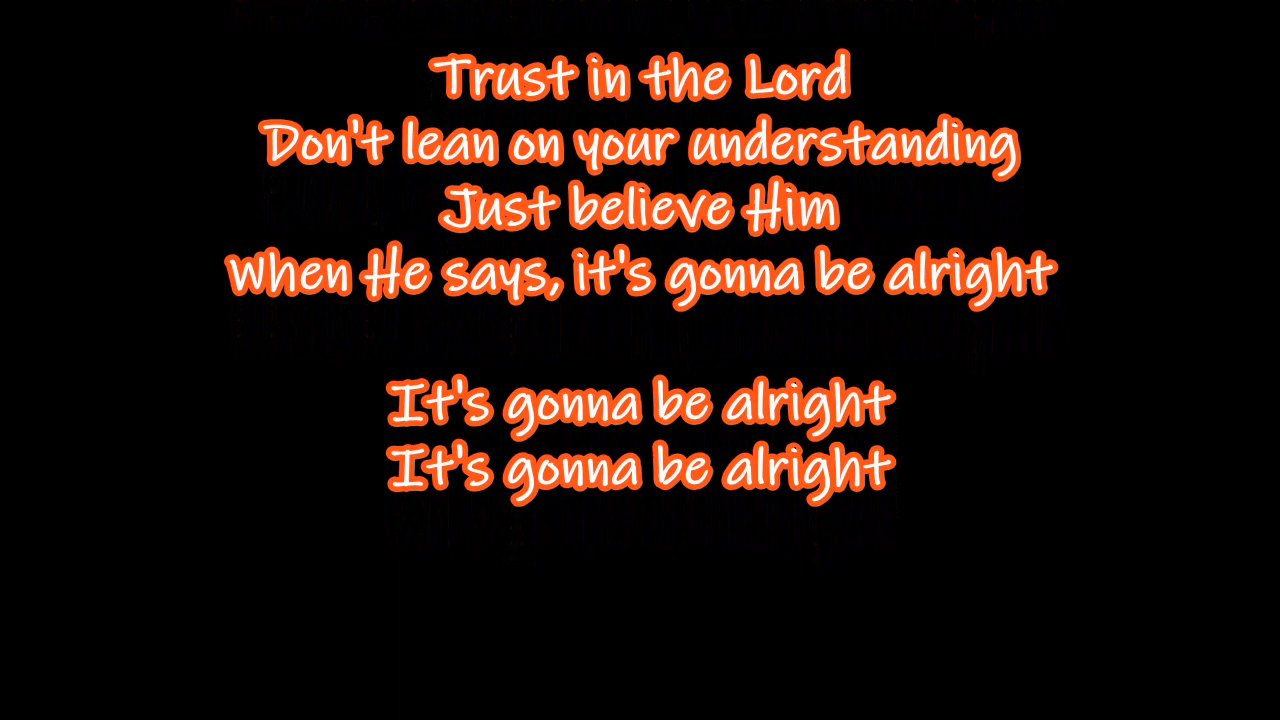 Trust in the Lord
Don't lean on your understanding
Just believe Him
When He says, it's gonna be alright
It's gonna be alright
It's gonna be alright